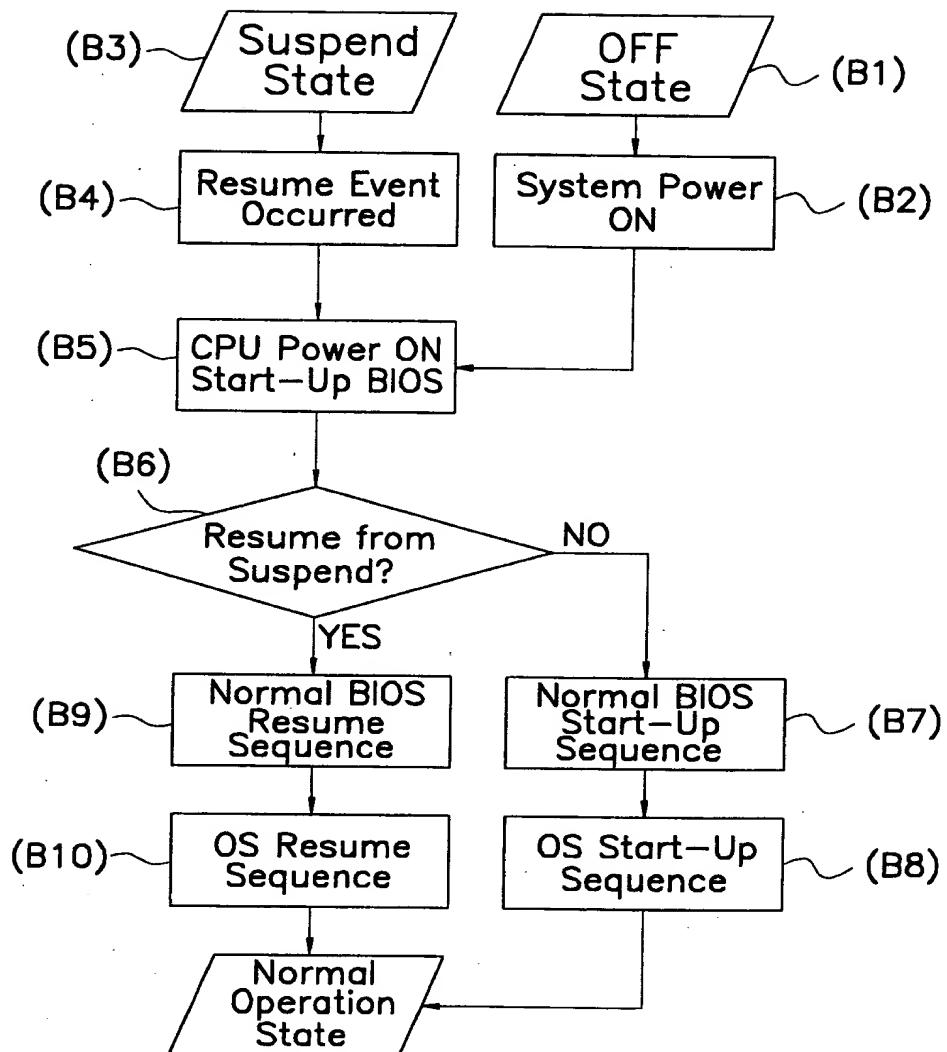 (B3)
Suspend
State
OFF
State
(B1)
(B4)
Resume Event
Occurred
System Power
ON
(B2)
(B5)
CPU Power ON
Start-Up BIOS
(B6)
Resume from
Suspend?
NO
YES
(B9)
Normal BIOS
Resume
Sequence
Normal BIOS
Start-Up
Sequence
(B7)
(B10)
OS Resume
Sequence
OS Start-Up
Sequence
(B8)
Normal
Operation
State